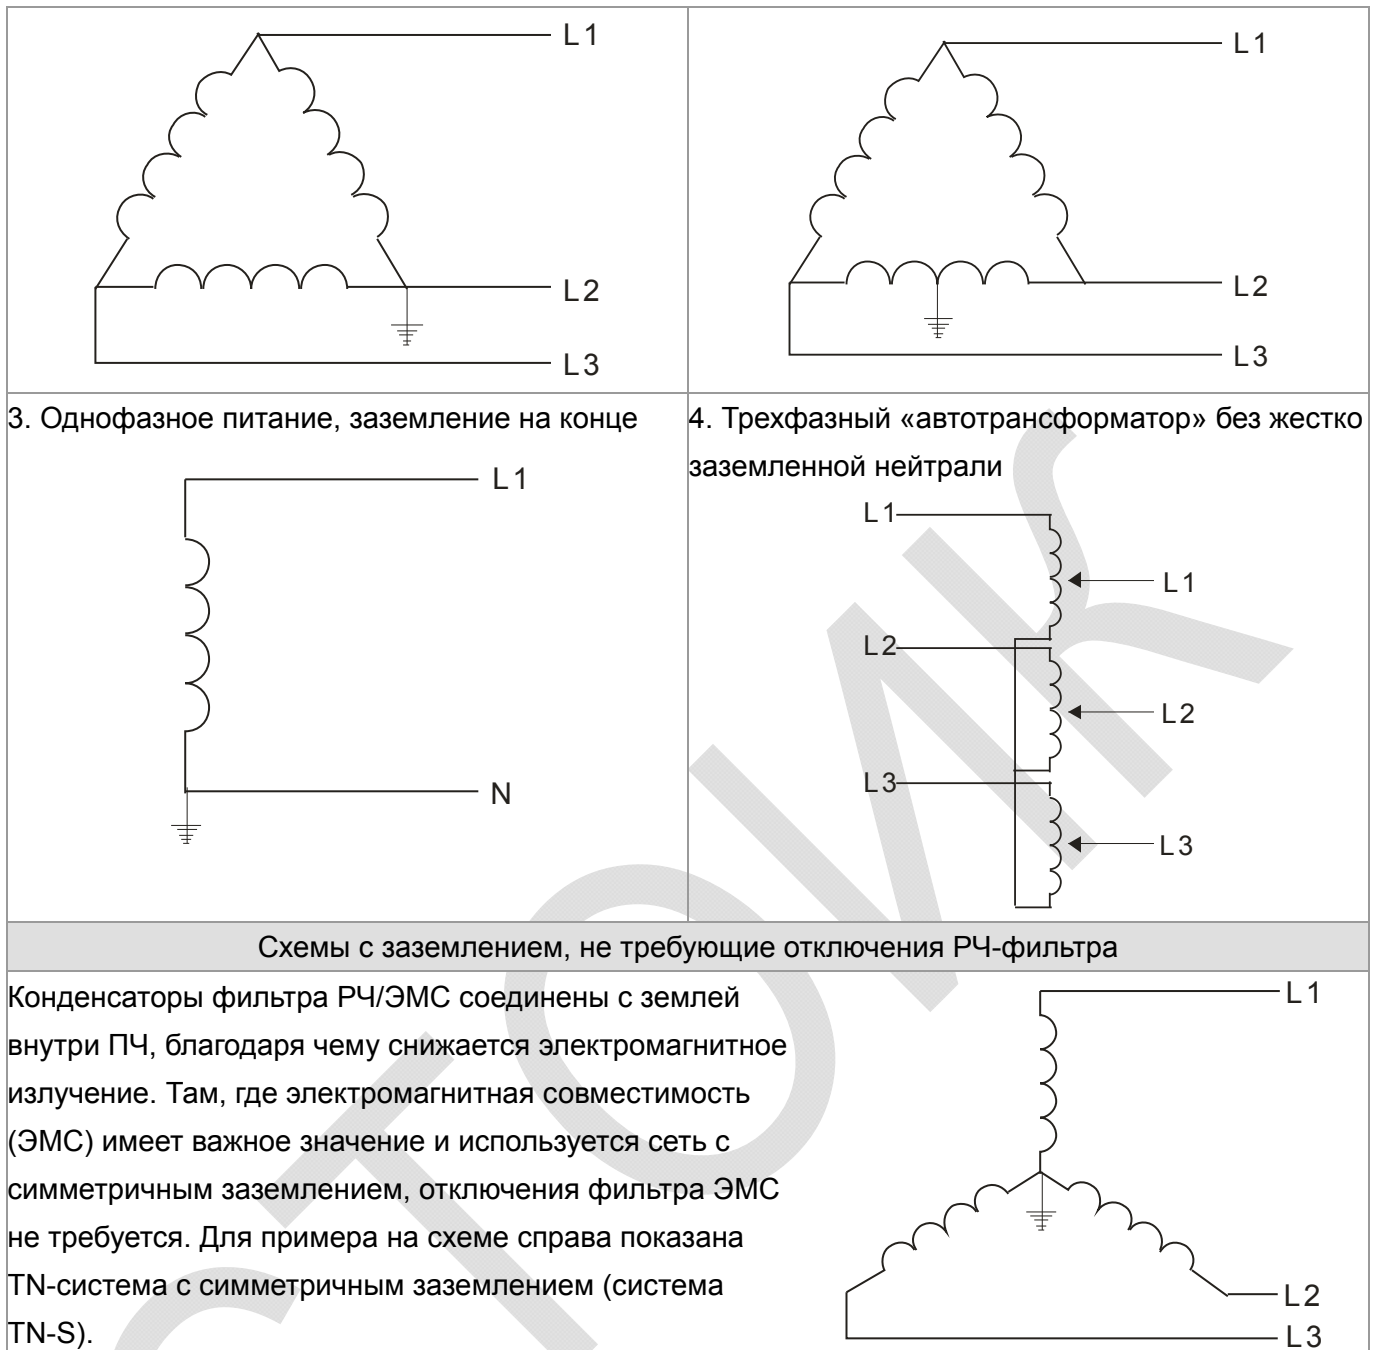 L1
L2
L3
L1
L2
L3
3. Однофазное питание, заземление на конце
L1
N
4. Трехфазный «автотрансформатор» без жестко
заземленной нейтрали
L1
L1
L2
L2
L3
L3
Схемы с заземлением, не требующие отключения РЧ-фильтра
Конденсаторы фильтра РЧ/ЭМС соединены с землей
внутри ПЧ, благодаря чему снижается электромагнитное
излучение. Там, где электромагнитная совместимость
(ЭМС) имеет важное значение и используется сеть с
симметричным заземлением, отключения фильтра ЭМС
не требуется. Для примера на схеме справа показана
TN-система с симметричным заземлением (система
TN-S).
L1
L2
L3
СТОИК